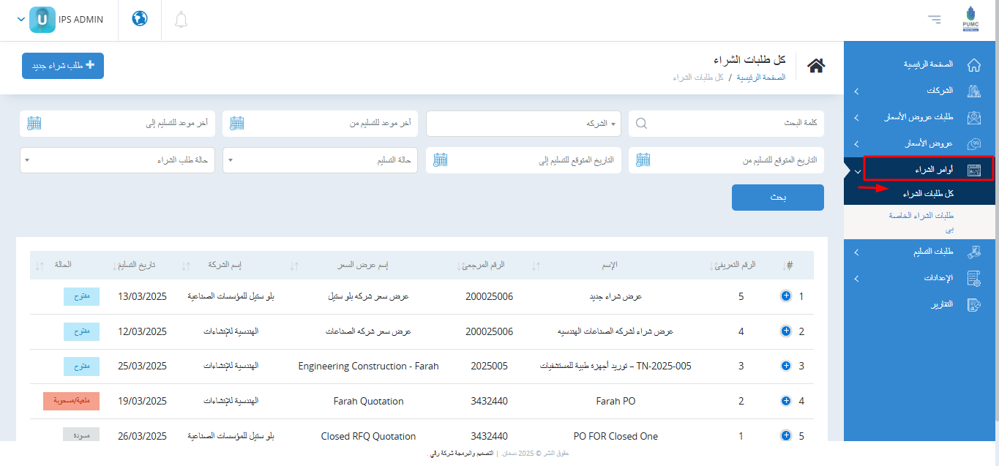 IPS ADMIN
PUMC
الصفحة الرئيسية
الشركات
طلبات عروض الأسعار
عروض الأسعار
أوامر الشراء
كل طلبات الشراء
طلبات الشراء الخاصة
بي
طلبات التسليم
الإعدادات
التقارير
كل طلبات الشراء
الصفحة الرئيسية / كل طلبات الشراء
طلب شراء جديد
كلمة البحث
الشركه
أخر موعد للتسليم من
أخر موعد للتسليم إلى
التاريخ المتوقع للتسليم من
التاريخ المتوقع للتسليم إلى
حالة التسليم
حالة طلب الشراء
بحث
# الرقم التعريفي الإسم الرقم المرجعي إسم عرض السعر إسم الشركة تاريخ التسليم الحالة
1 5 عرض شراء جديد 200025006 عرض سعر شركه بلو ستيل بلو ستيل للمؤسسات الصناعية 13/03/2025 مفتوح
2 4 عرض شراء لشركه الصناعات الهندسيه 200025006 عرض سعر شركه الصناعات الهندسية للإنشاءات 12/03/2025 مفتوح
3 3 TN-2025-005 – توريد أجهزة طبية للمستشفيات 2025005 Engineering Construction - Farah الهندسية للإنشاءات 25/03/2025 مفتوح
4 2 Farah PO 3432440 Farah Quotation الهندسية للإنشاءات 19/03/2025 ملغية/مسحوبة
5 1 PO FOR Closed One 3432440 Closed RFQ Quotation بلو ستيل للمؤسسات الصناعية 26/03/2025 مسودة
حقوق النشر © 2025 نسمان. | التصميم والبرمجة شركة رقي .